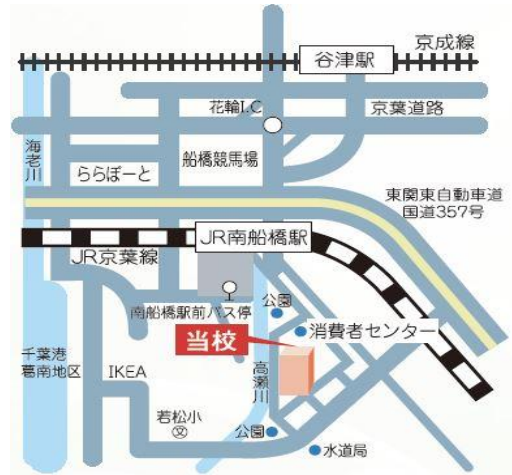 京成線
谷津駅
花輪I.C
京葉道路
海老川
船橋競馬場
ららぽーと
東関東自動車道
国道357号
JR南船橋駅
JR京葉線
南船橋駅前バス停
公園
消費者センター
当校
千葉港
葛南地区
IKEA
高瀬川
若松小
文
公園
水道局